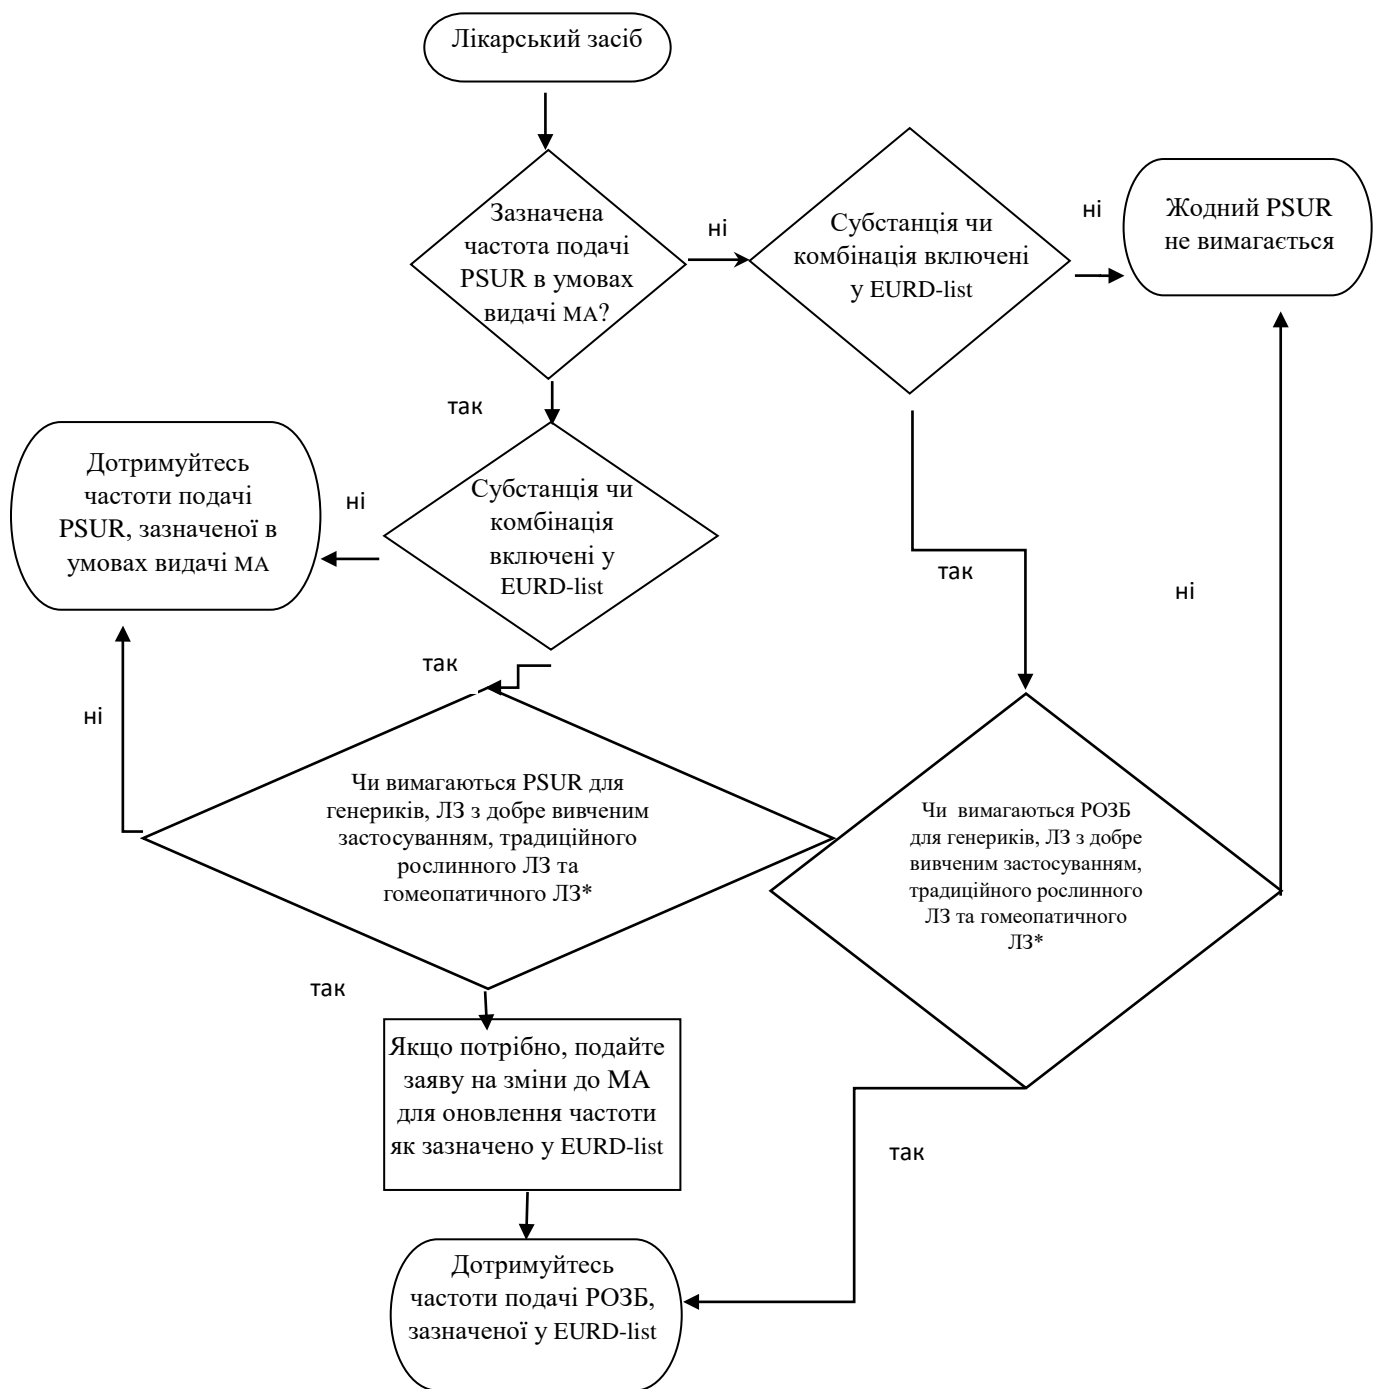 Лікарський засіб
Зазначена
частота подачі
PSUR в умовах
видачі МА?
ні
Субстанція чи
комбінація включені
у EURD-list
ні
Жодний PSUR
не вимагається
так
Дотримуйтесь
частоти подачі
PSUR, зазначеної в
умовах видачі МА
ні
Субстанція чи
комбінація
включені у
EURD-list
так
ні
так
ні
Чи вимагаються PSUR для
генериків, ЛЗ з добре вивченим
застосуванням, традиційного
рослинного ЛЗ та
гомеопатичного ЛЗ*
Чи вимагаються РОЗБ
для генериків, ЛЗ з добре
вивченим застосуванням,
традиційного рослинного
ЛЗ та гомеопатичного
ЛЗ*
так
Якщо потрібно, подайте
заяву на зміни до МА
для оновлення частоти
як зазначено у EURD-list
так
Дотримуйтесь
частоти подачі РОЗБ,
зазначеної у EURD-list